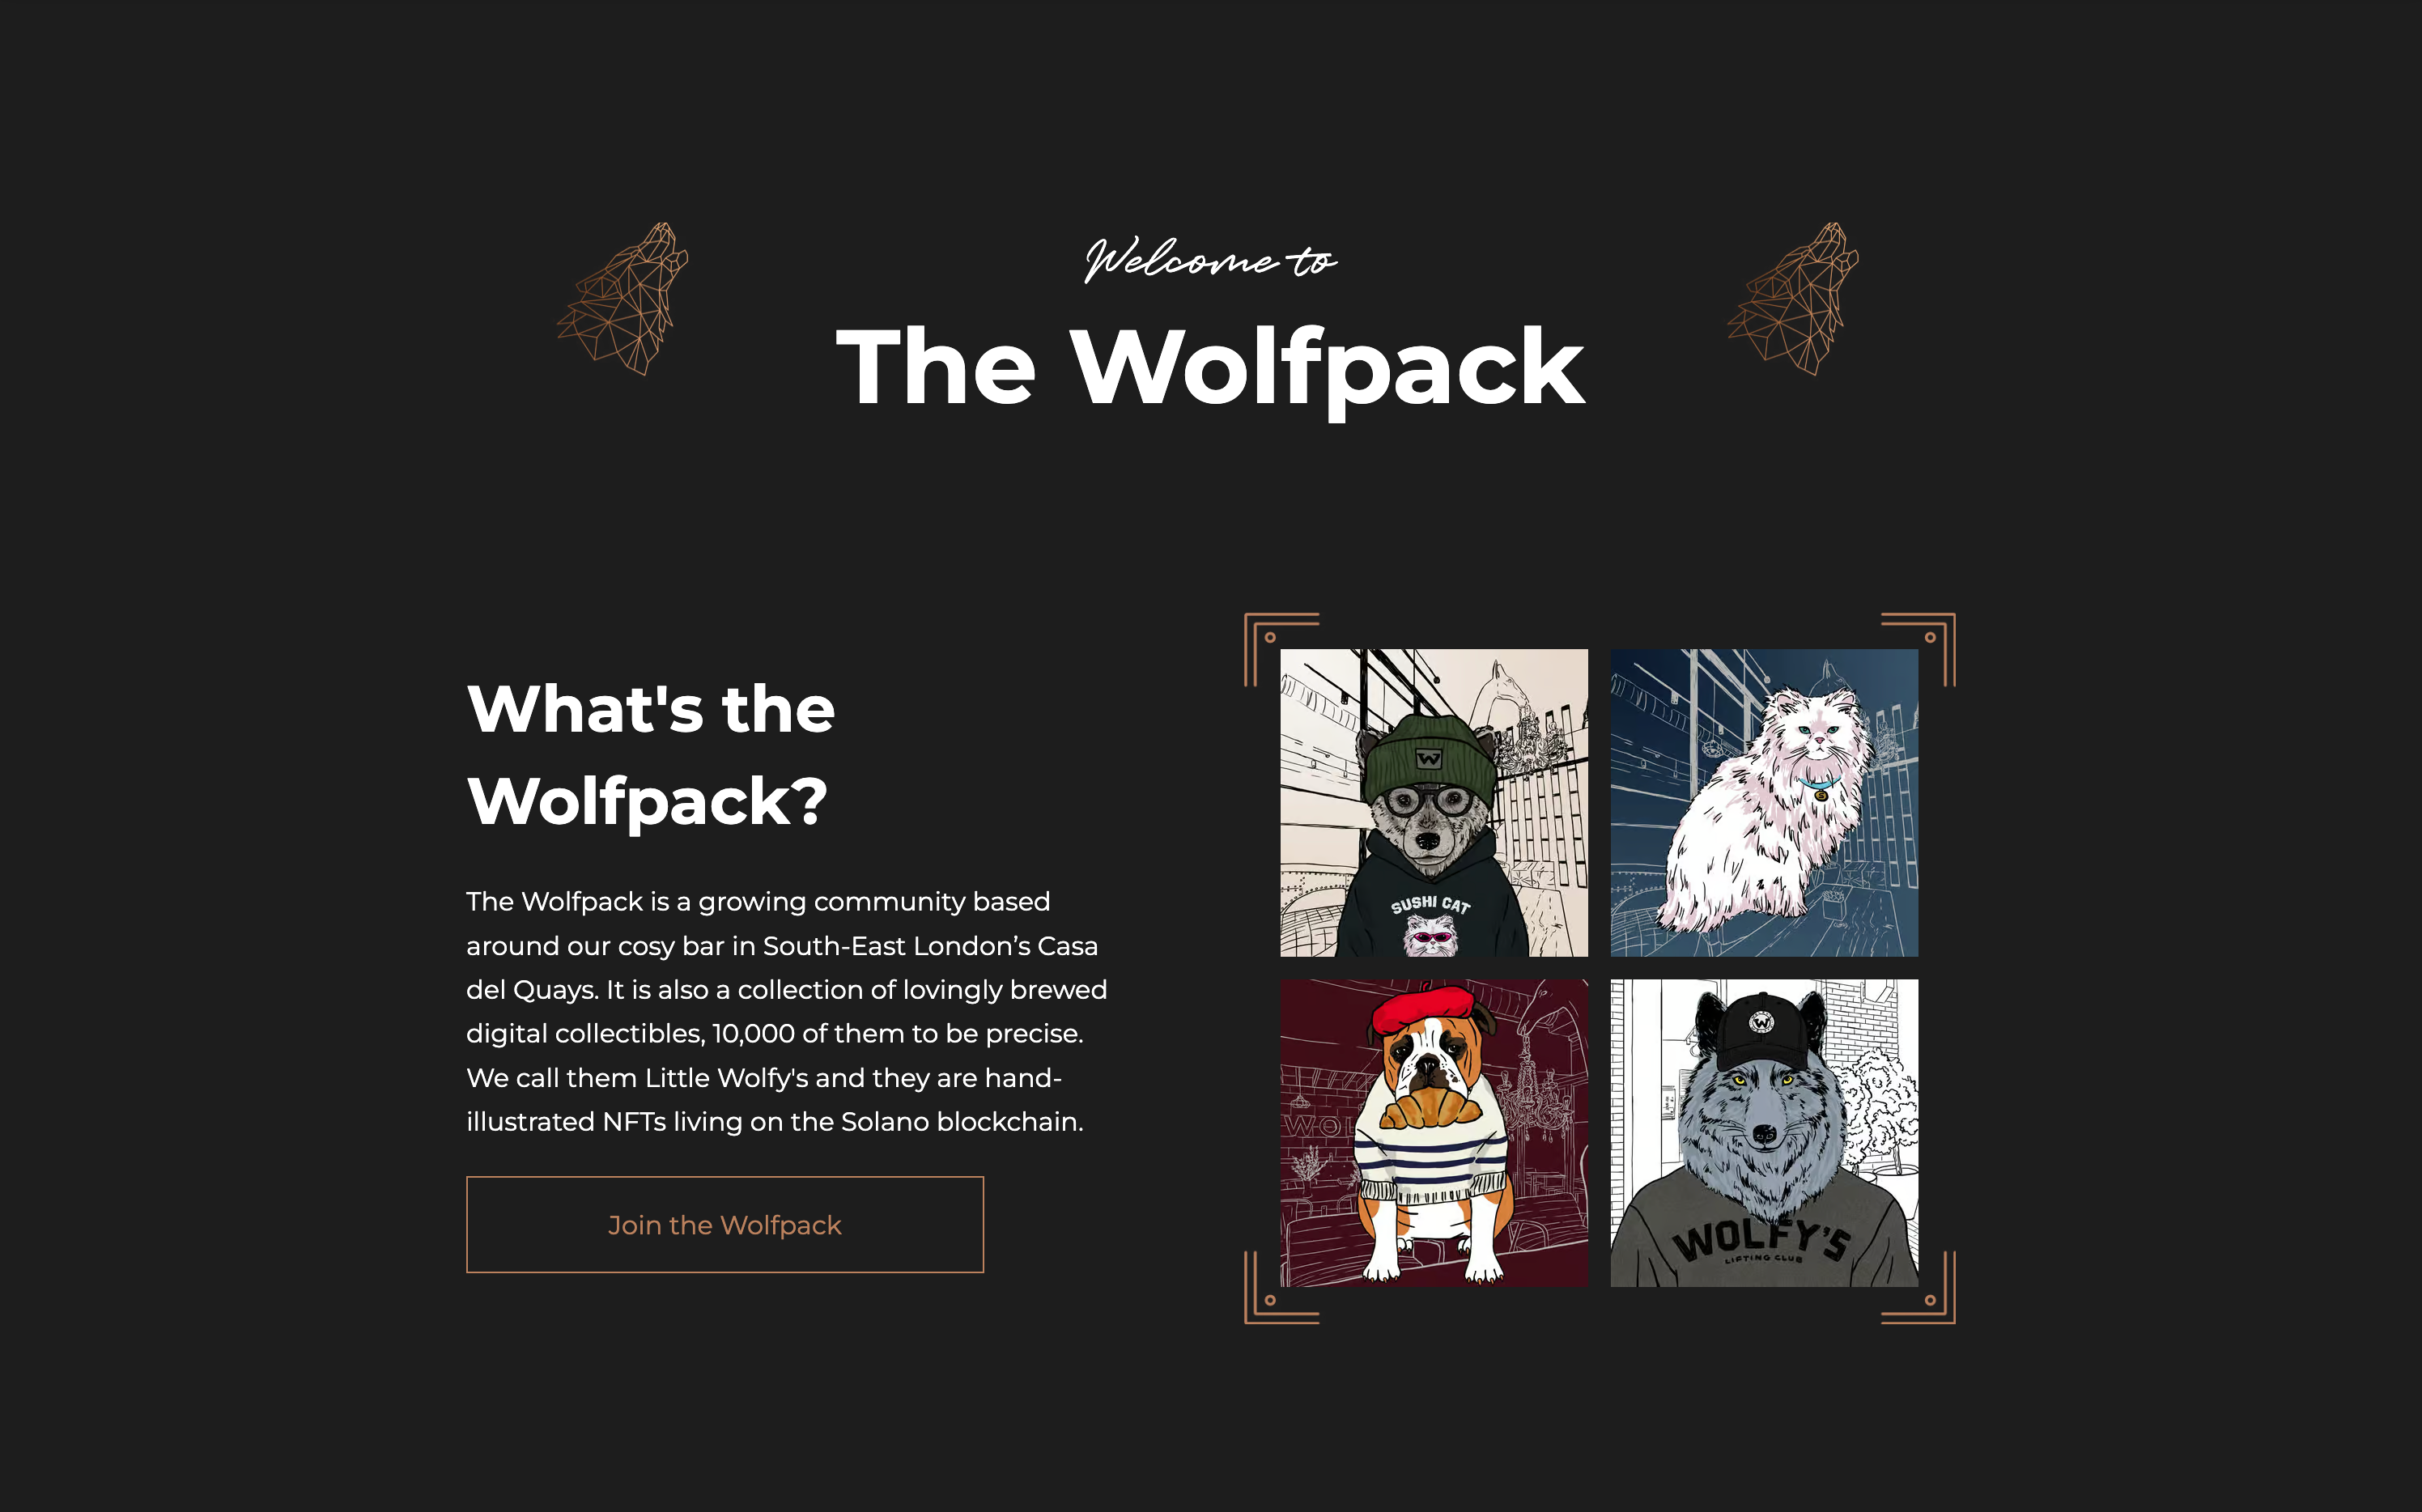 Welcome to
The Wolfpack
What's the
Wolfpack?
The Wolfpack is a growing community based
around our cosy bar in South-East London’s Casa
del Quays. It is also a collection of lovingly brewed
digital collectibles, 10,000 of them to be precise.
We call them Little Wolfy's and they are hand-
illustrated NFTs living on the Solano blockchain.
Join the Wolfpack
W
SUSHI CAT
WOL
W
WOLFY'S
LIFTING CLUB